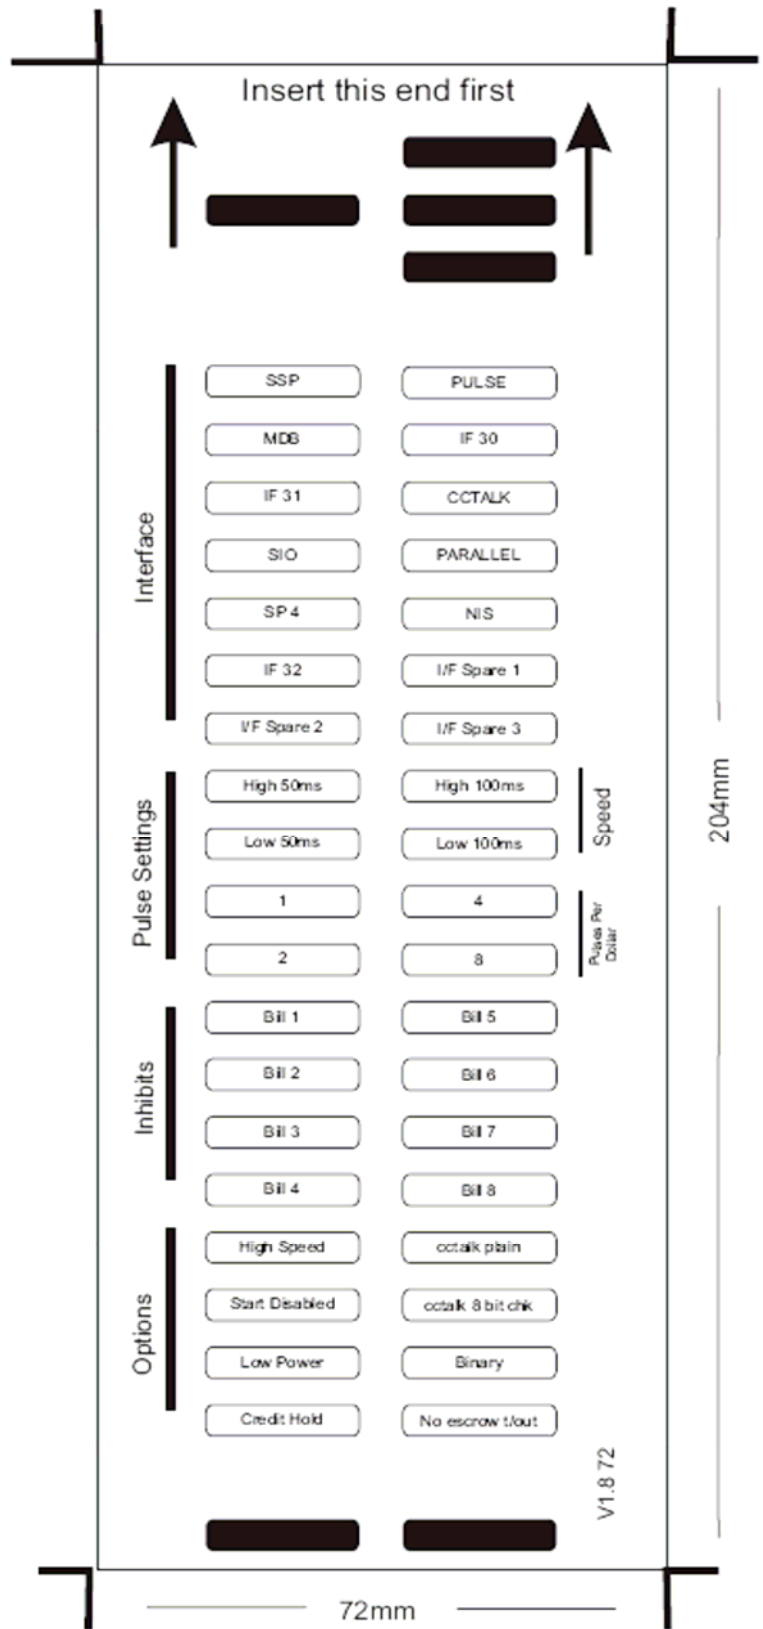 Insert this end first
SSP PULSE
MDB IF 30
IF 31 CCTALK
SIO PARALLEL
SP4 NIS
IF 32 I/F Spare 1
I/F Spare 2 I/F Spare 3
Interface
High 50ms High 100ms
Low 50ms Low 100ms
Speed
1 4
2 8
Pulses Per
Dollar
Pulse Settings
Bill 1 Bill 5
Bill 2 Bill 6
Bill 3 Bill 7
Bill 4 Bill 8
Inhibits
High Speed cctalk plain
Start Disabled cctalk 8 bit chk
Low Power Binary
Credit Hold No escrow t/out
Options
V1.8 72
204mm
72mm